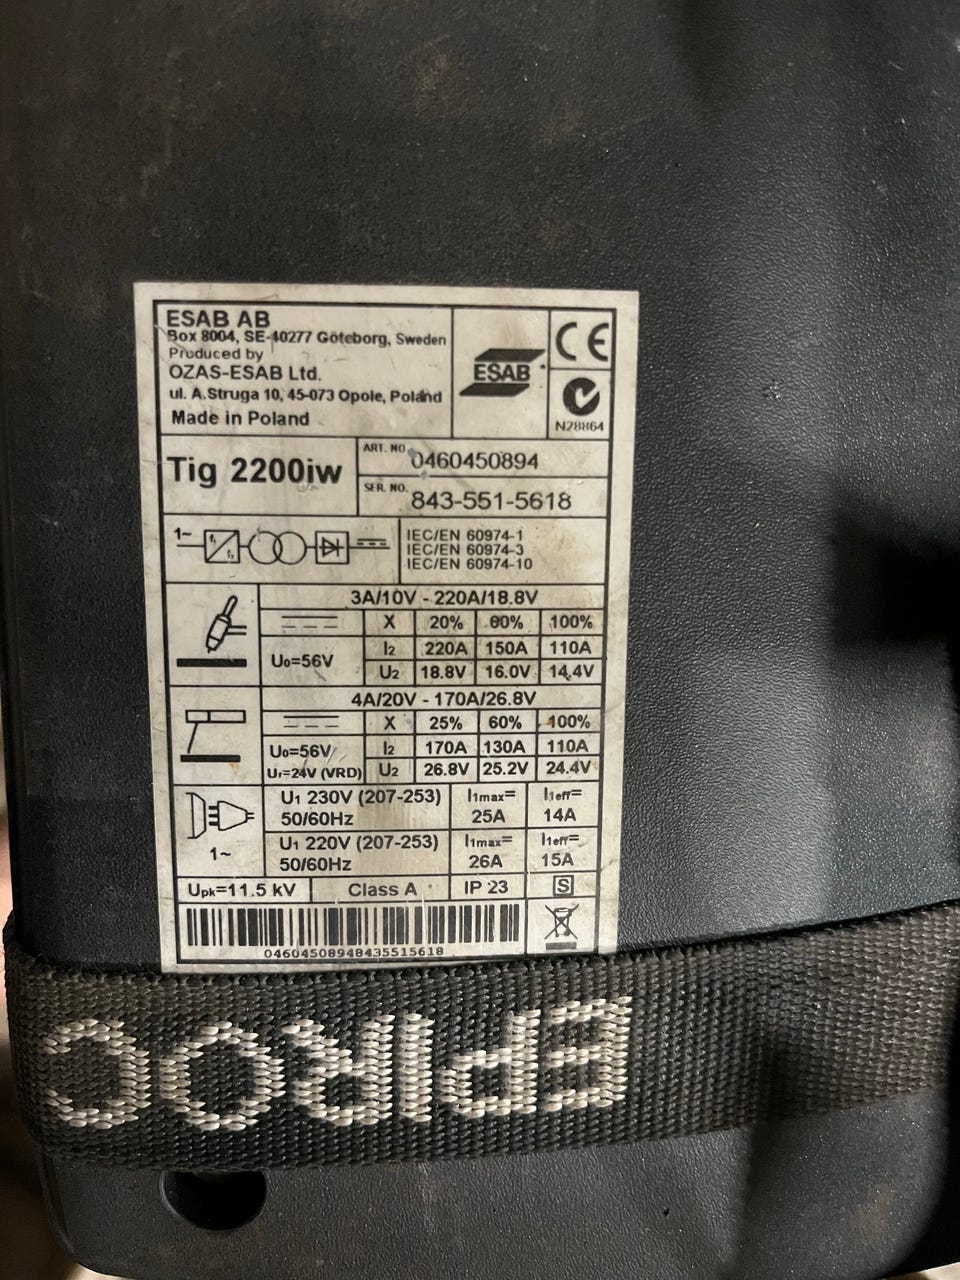 ESAB AB
Box 8004, SE-40277 Göteborg, Sweden
Produced by
OZAS-ESAB Ltd.
ul. A.Struga 10, 45-073 Opole, Poland
Made in Poland
ESAB
CE
N28864
Tig 2200iw
ART. NO. 0460450894
SER. NO. 843-551-5618
1~ f₁ f₂
IEC/EN 60974-1
IEC/EN 60974-3
IEC/EN 60974-10
3A/10V - 220A/18.8V
X 20% 60% 100%
U₀=56V
I₂ 220A 150A 110A
U₂ 18.8V 16.0V 14.4V
4A/20V - 170A/26.8V
X 25% 60% 100%
U₀=56V
I₂ 170A 130A 110A
Uᵣ=24V (VRD)
U₂ 26.8V 25.2V 24.4V
1~
U₁ 230V (207-253) I₁max= I₁eff=
50/60Hz 25A 14A
U₁ 220V (207-253) I₁max= I₁eff=
50/60Hz 26A 15A
Upk=11.5 kV Class A IP 23 S
04604508948435515618
EPIROC